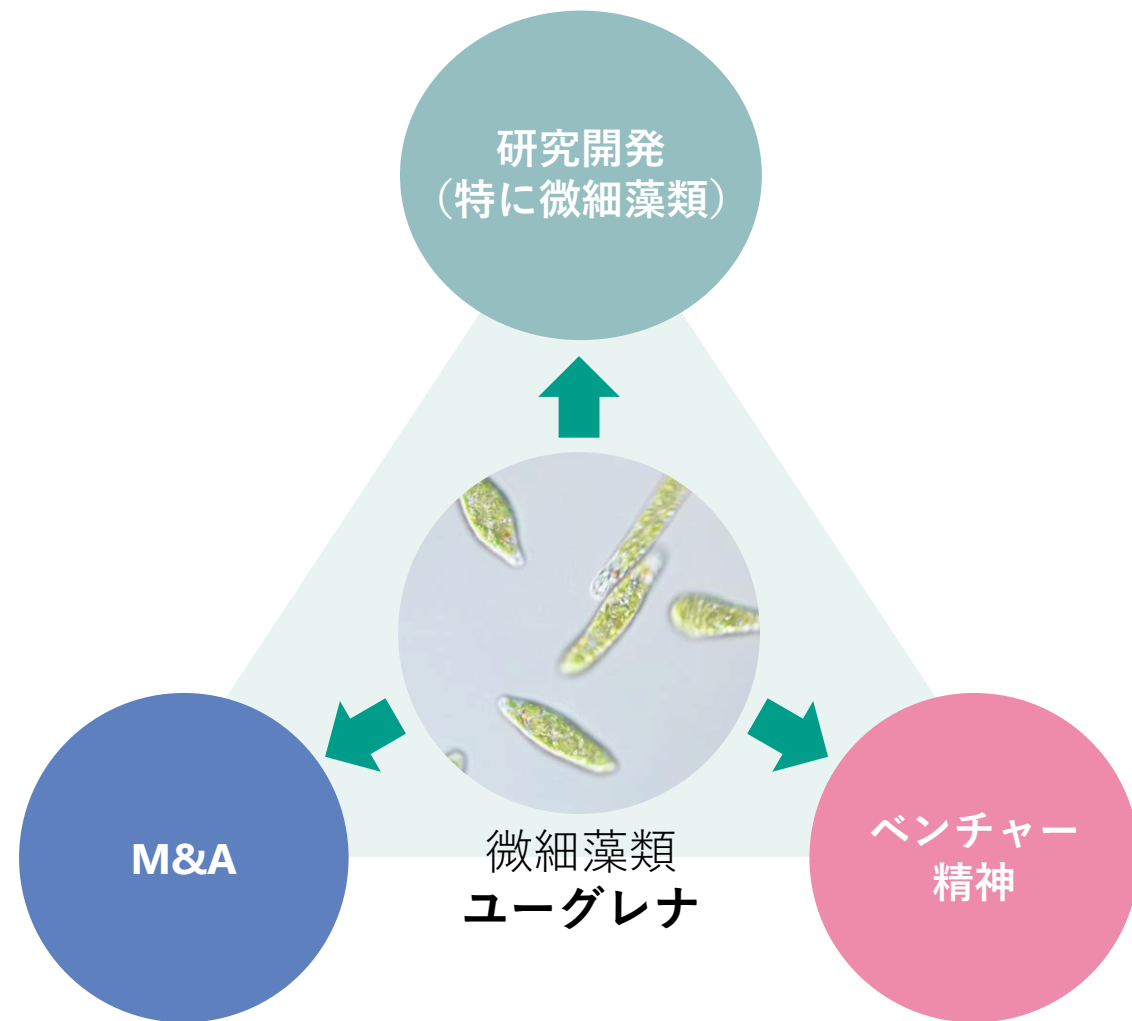 研究開発
（特に微細藻類）
M&A
微細藻類
ユーグレナ
ベンチャー
精神